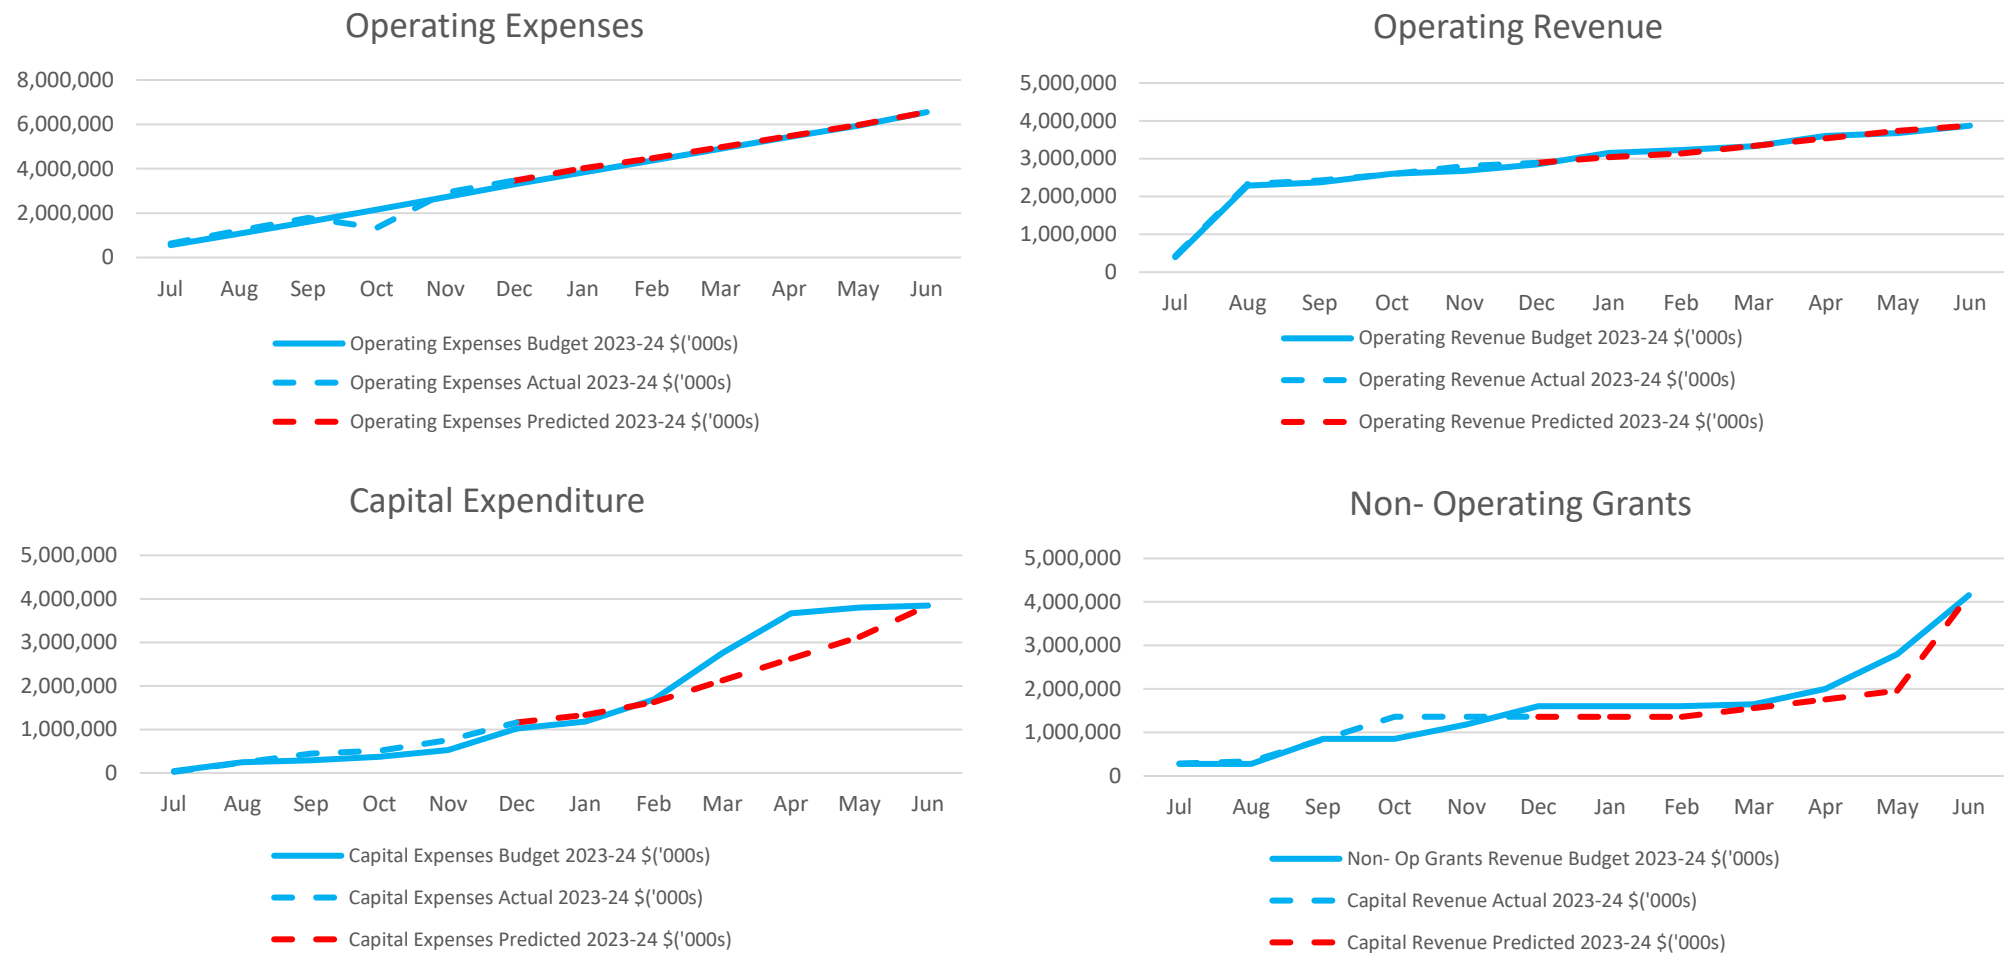 Operating Expenses
8,000,000
6,000,000
4,000,000
2,000,000
0
Jul Aug Sep Oct Nov Dec Jan Feb Mar Apr May Jun
Operating Expenses Budget 2023-24 $('000s)
Operating Expenses Actual 2023-24 $('000s)
Operating Expenses Predicted 2023-24 $('000s)
Operating Revenue
5,000,000
4,000,000
3,000,000
2,000,000
1,000,000
0
Jul Aug Sep Oct Nov Dec Jan Feb Mar Apr May Jun
Operating Revenue Budget 2023-24 $('000s)
Operating Revenue Actual 2023-24 $('000s)
Operating Revenue Predicted 2023-24 $('000s)
Capital Expenditure
5,000,000
4,000,000
3,000,000
2,000,000
1,000,000
0
Jul Aug Sep Oct Nov Dec Jan Feb Mar Apr May Jun
Capital Expenses Budget 2023-24 $('000s)
Capital Expenses Actual 2023-24 $('000s)
Capital Expenses Predicted 2023-24 $('000s)
Non- Operating Grants
5,000,000
4,000,000
3,000,000
2,000,000
1,000,000
0
Jul Aug Sep Oct Nov Dec Jan Feb Mar Apr May Jun
Non- Op Grants Revenue Budget 2023-24 $('000s)
Capital Revenue Actual 2023-24 $('000s)
Capital Revenue Predicted 2023-24 $('000s)